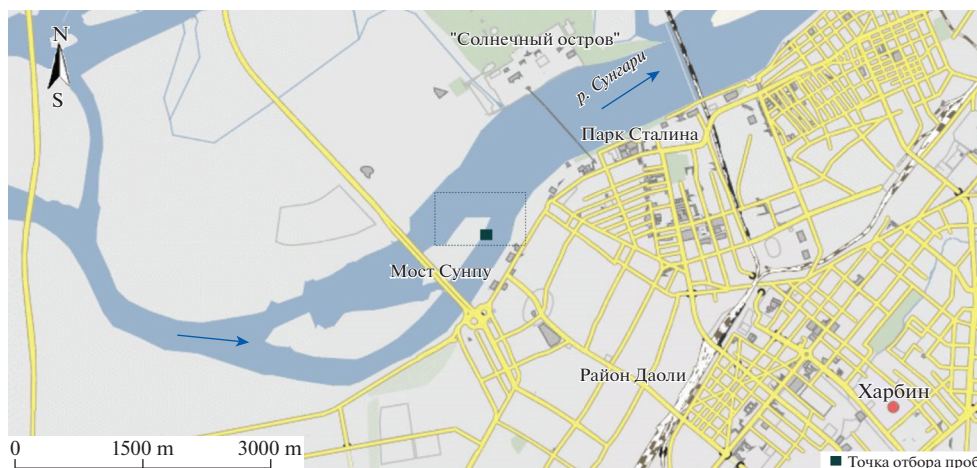 N
S
"Солнечный остров"
р. Сунгари
Парк Сталина
Мост Сунпу
Район Даоли
Харбин
0 1500 m 3000 m
Точка отбора проб